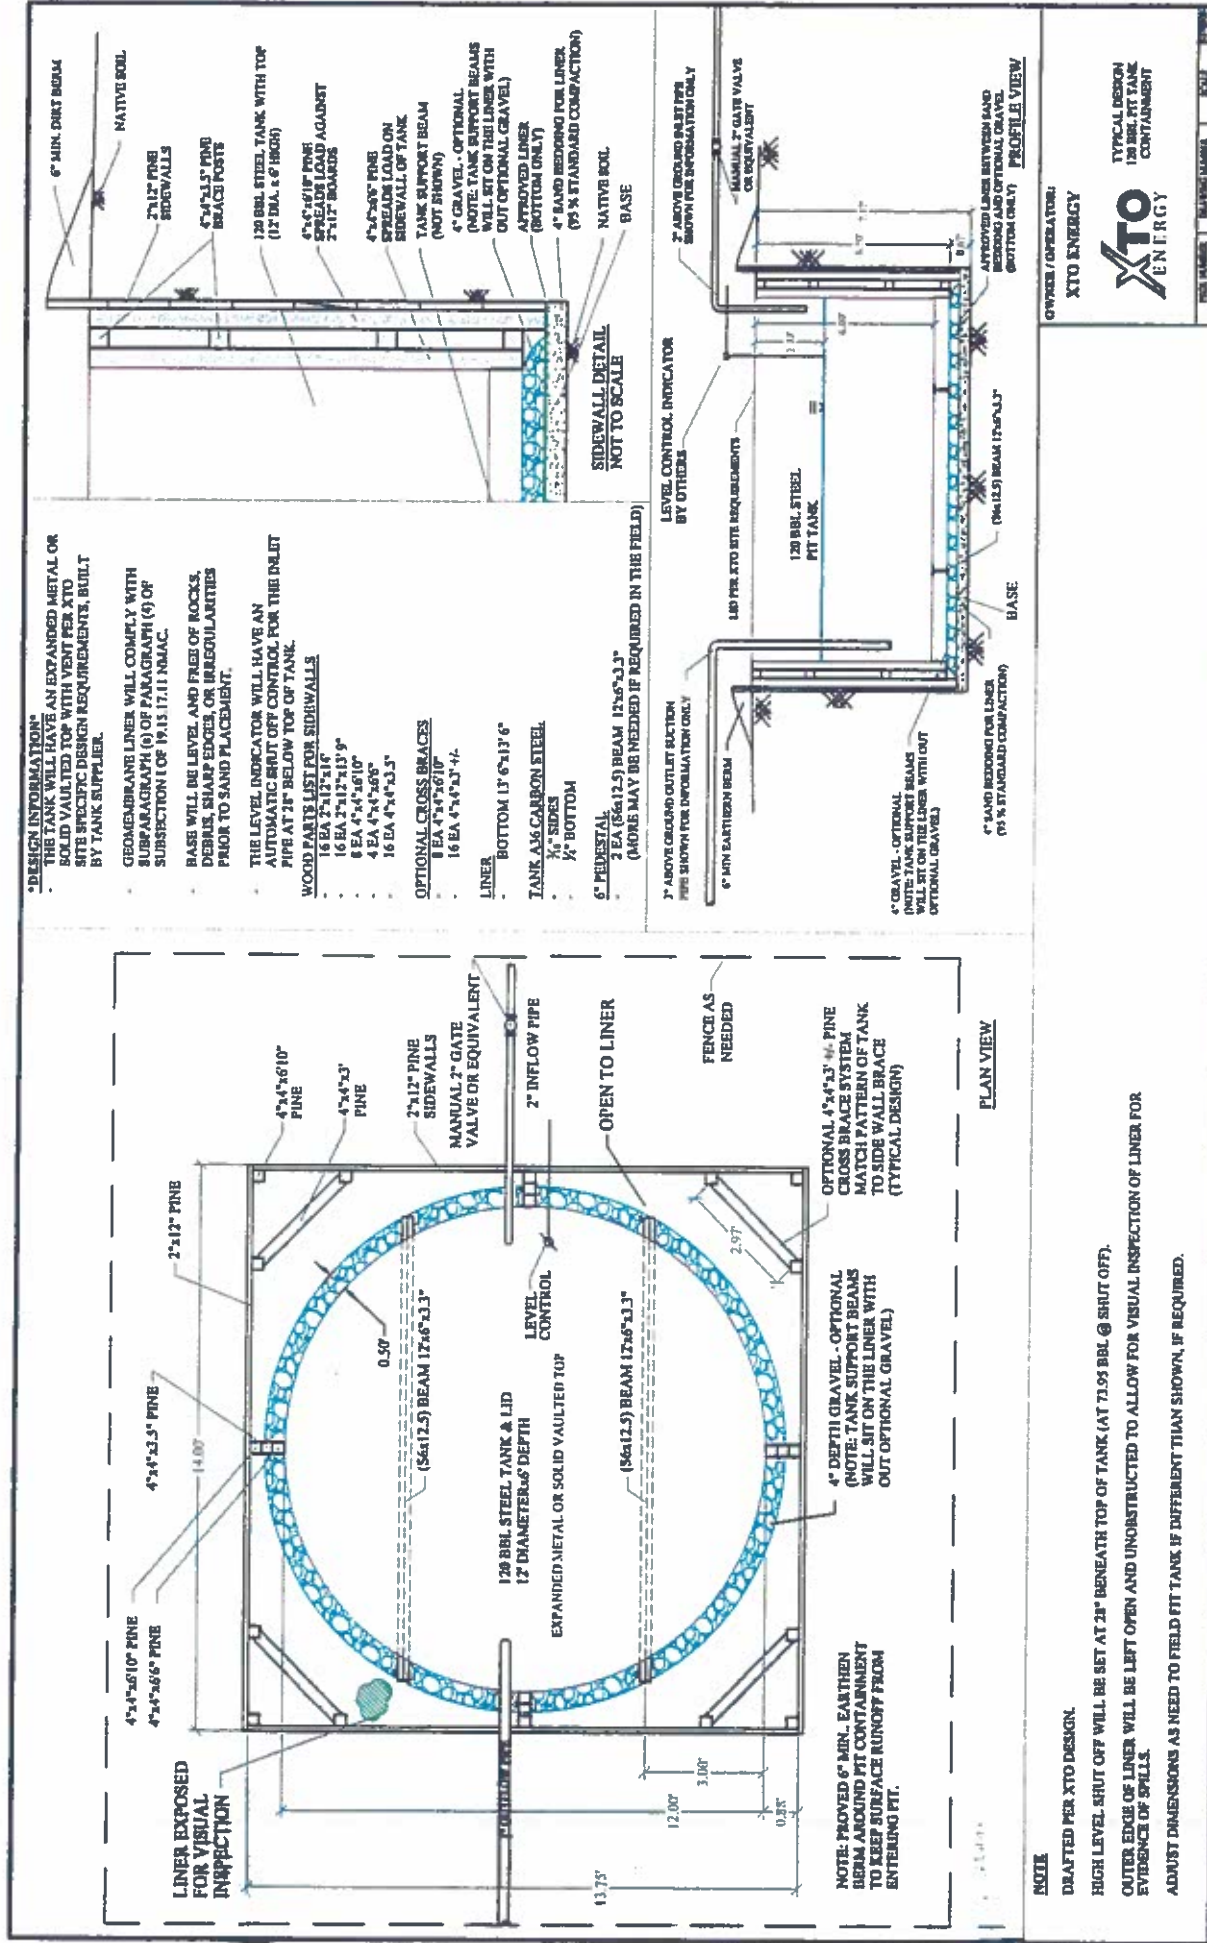 *DESIGN INFORMATION*
- THE TANK WILL HAVE AN EXPANDED METAL OR
SOLID VAULTED TOP WITH VENT PER XTO
SITE SPECIFIC DESIGN REQUIREMENTS, BUILT
BY TANK SUPPLIER.
- GEOMEMBRANE LINER WILL COMPLY WITH
SUBPARAGRAPH (a) OF PARAGRAPH (4) OF
SUBSECTION I OF 19.15.17.11 NMAC.
- BASE WILL BE LEVEL AND FREE OF ROCKS,
DEBRIS, SHARP EDGES, OR IRREGULARITIES
PRIOR TO SAND PLACEMENT.
- THE LEVEL INDICATOR WILL HAVE AN
AUTOMATIC SHUT OFF CONTROL FOR THE INLET
PIPE AT 28" BELOW TOP OF TANK.
WOOD PARTS LIST FOR SIDEWALLS
- 16 EA 2"x12"x14'
- 16 EA 2"x12"x13'9"
- 8 EA 4"x4"x6'10"
- 4 EA 4"x4"x6'6"
- 16 EA 4"x4"x3.5"
OPTIONAL CROSS BRACES
- 8 EA 4"x4"x6'10"
- 16 EA 4"x4"x3' +/-
LINER
- BOTTOM 13' 6"x13'6"
TANK A36 CARBON STEEL
- 3/16" SIDES
- 1/4" BOTTOM
6" PEDESTAL
- 2 EA (S6x12.5) BEAM 12'x6"x3.3"
(MORE MAY BE NEEDED IF REQUIRED IN THE FIELD)
6" MIN. DIRT BERM
NATIVE SOIL
2"x12" PINE
SIDEWALLS
4"x4"x3.5" PINE
BRACE POSTS
120 BBL STEEL TANK WITH TOP
(12' DIA. x 6' HIGH)
4"x4"x6'10" PINE
SPREADS LOAD AGAINST
2"x12" BOARDS
4"x4"x6'6" PINE
SPREADS LOAD ON
SIDEWALL OF TANK
TANK SUPPORT BEAM
(NOT SHOWN)
4" GRAVEL - OPTIONAL
(NOTE: TANK SUPPORT BEAMS
WILL SIT ON THE LINER WITH
OUT OPTIONAL GRAVEL)
APPROVED LINER
(BOTTOM ONLY)
4" SAND BEDDING FOR LINER
(95 % STANDARD COMPACTION)
NATIVE SOIL
BASE
SIDEWALL DETAIL
NOT TO SCALE
4"x4"x6'10" PINE
4"x4"x6'6" PINE
4"x4"x3.5" PINE
2"x12" PINE
4"x4"x6'10"
PINE
4"x4"x3'
PINE
14.00'
2"x12" PINE
SIDEWALLS
MANUAL 2" GATE
VALVE OR EQUIVALENT
2" INFLOW PIPE
OPEN TO LINER
FENCE AS
NEEDED
LINER EXPOSED
FOR VISUAL
INSPECTION
0.50'
(S6x12.5) BEAM 12'x6"x3.3"
LEVEL
CONTROL
120 BBL STEEL TANK & LID
12' DIAMETERx6' DEPTH
EXPANDED METAL OR SOLID VAULTED TOP
(S6x12.5) BEAM 12'x6"x3.3"
2.97'
3.00'
12.00'
0.88'
13.75'
4" DEPTH GRAVEL - OPTIONAL
(NOTE: TANK SUPPORT BEAMS
WILL SIT ON THE LINER WITH
OUT OPTIONAL GRAVEL)
OPTIONAL 4"x4"x3' +/- PINE
CROSS BRACE SYSTEM
MATCH PATTERN OF TANK
TO SIDE WALL BRACE
(TYPICAL DESIGN)
NOTE: PROVED 6" MIN.. EARTHEN
BERM AROUND PIT CONTAINMENT
TO KEEP SURFACE RUNOFF FROM
ENTERING PIT.
PLAN VIEW
3" ABOVE GROUND OUTLET SUCTION
PIPE SHOWN FOR INFORMATION ONLY
6" MIN EARTHERN BERM
LID PER XTO SITE REQUIREMENTS
LEVEL CONTROL INDICATOR
BY OTHERS
2" ABOVE GROUND INLET PIPE
SHOWN FOR INFORMATION ONLY
MANUAL 2" GATE VALVE
OR EQUIVALENT
120 BBL STEEL
PIT TANK
4" GRAVEL - OPTIONAL
(NOTE: TANK SUPPORT BEAMS
WILL SIT ON THE LINER WITH OUT
OPTIONAL GRAVEL)
4" SAND BEDDING FOR LINER
(95 % STANDARD COMPACTION)
BASE
(S6x12.5) BEAM 12'x6"x3.3"
APPROVED LINER BETWEEN SAND
BEDDING AND OPTIONAL GRAVEL
(BOTTOM ONLY)
PROFILE VIEW
NOTE
DRAFTED PER XTO DESIGN.
HIGH LEVEL SHUT OFF WILL BE SET AT 28" BENEATH TOP OF TANK (AT 73.95 BBL @ SHUT OFF).
OUTER EDGE OF LINER WILL BE LEFT OPEN AND UNOBSTRUCTED TO ALLOW FOR VISUAL INSPECTION OF LINER FOR
EVIDENCE OF SPILLS.
ADJUST DIMENSIONS AS NEED TO FIELD FIT TANK IF DIFFERENT THAN SHOWN, IF REQUIRED.
OWNER / OPERATOR:
XTO ENERGY
XTO
ENERGY
TYPICAL DESIGN
120 BBL PIT TANK
CONTAINMENT